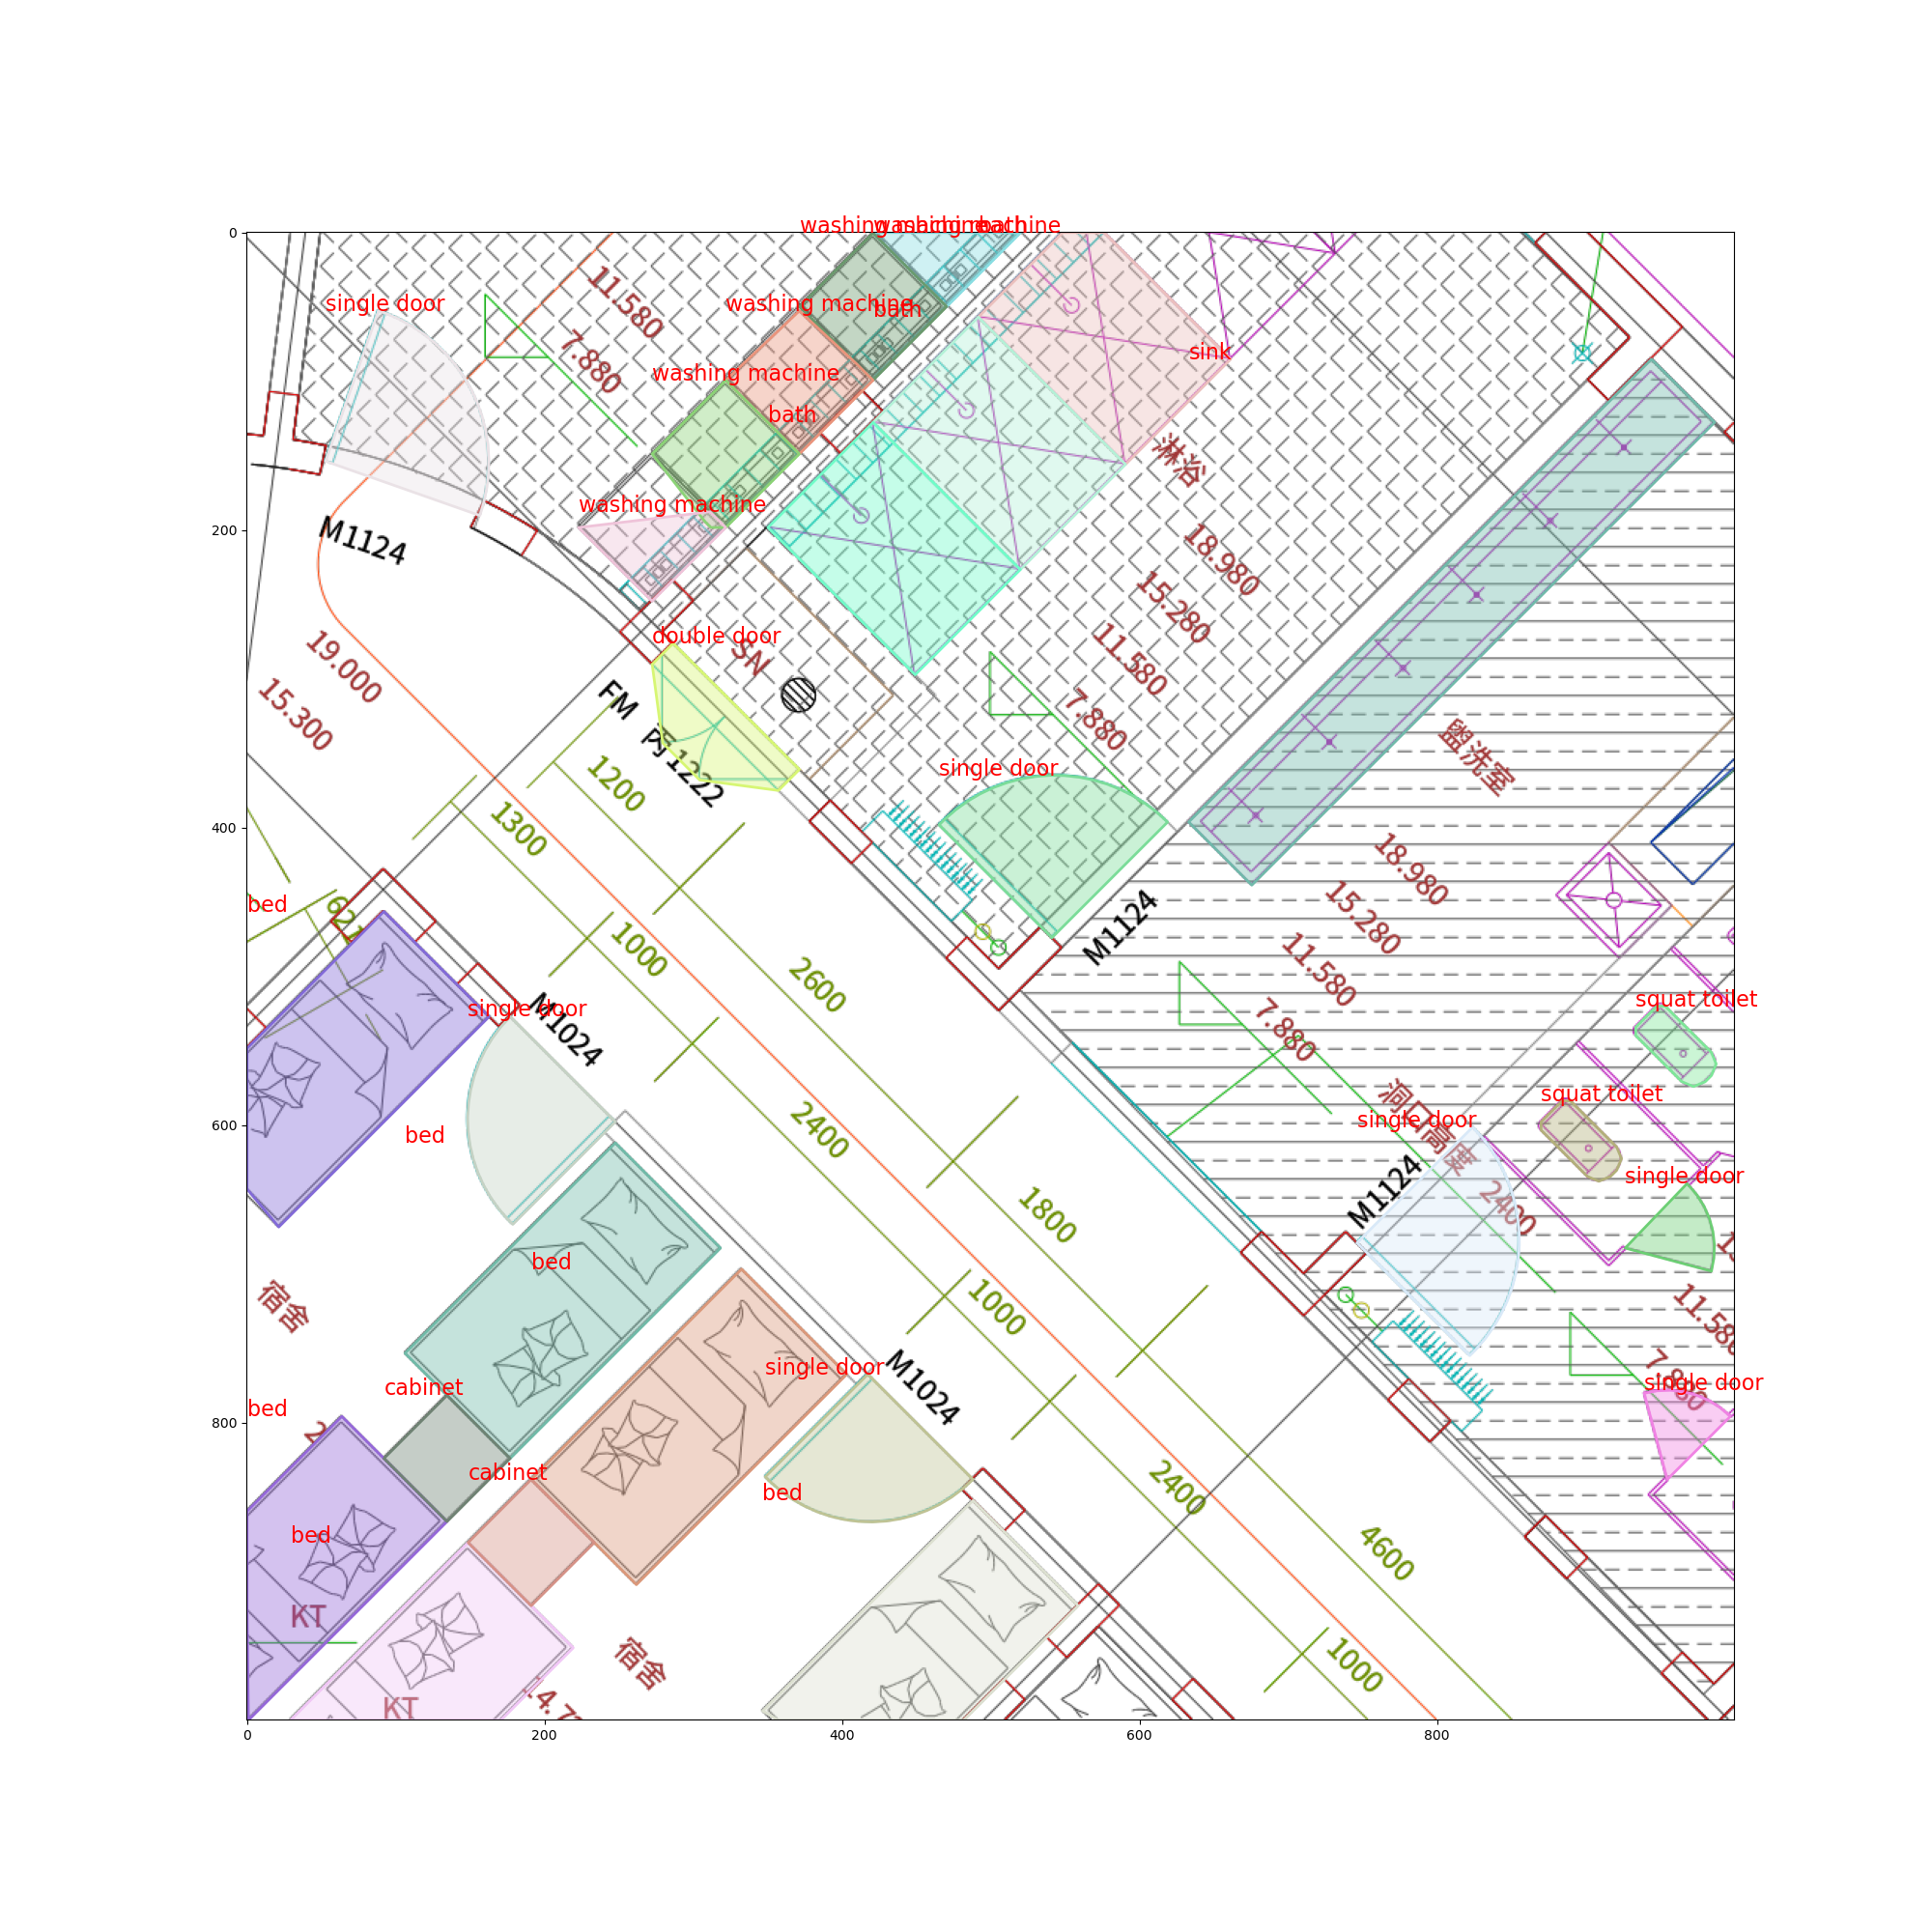 washing machine
washing machine
bath
single door
washing machine
bath
11.580
7.880
washing machine
sink
bath
淋浴
washing machine
M1124
18.980
15.280
11.580
7.880
double door
SN
19.000
15.300
FM 丙1222
single door
盥洗室
1200
1300
18.980
15.280
11.580
7.880
bed
M1124
1000
2600
single door
M1024
squat toilet
squat toilet
洞口高度 2400
single door
2400
bed
M1124
single door
1800
bed
宿舍
1000
11.580
7.880
single door
M1024
single door
cabinet
bed
cabinet
bed
2400
4600
bed
KT
宿舍
1000
KT
0
200
400
600
800
0
200
400
600
800